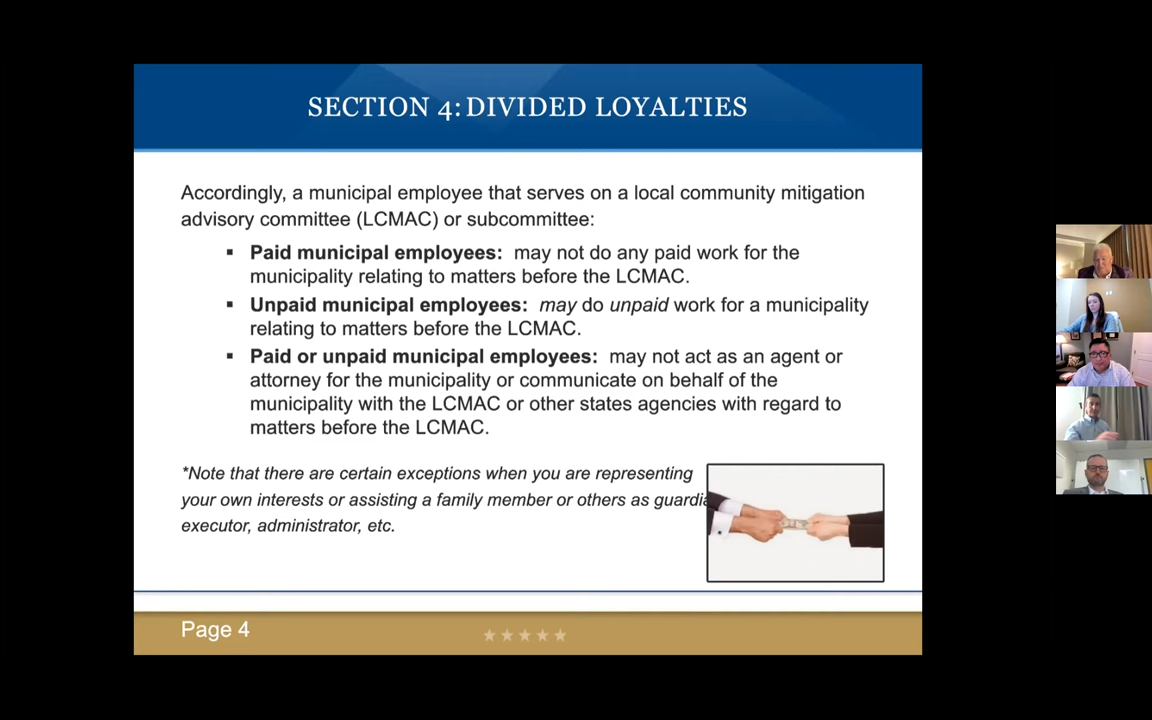 SECTION 4: DIVIDED LOYALTIES
Accordingly, a municipal employee that serves on a local community mitigation
advisory committee (LCMAC) or subcommittee:
▪ Paid municipal employees: may not do any paid work for the
municipality relating to matters before the LCMAC.
▪ Unpaid municipal employees: may do unpaid work for a municipality
relating to matters before the LCMAC.
▪ Paid or unpaid municipal employees: may not act as an agent or
attorney for the municipality or communicate on behalf of the
municipality with the LCMAC or other states agencies with regard to
matters before the LCMAC.
*Note that there are certain exceptions when you are representing
your own interests or assisting a family member or others as guardia
executor, administrator, etc.
Page 4